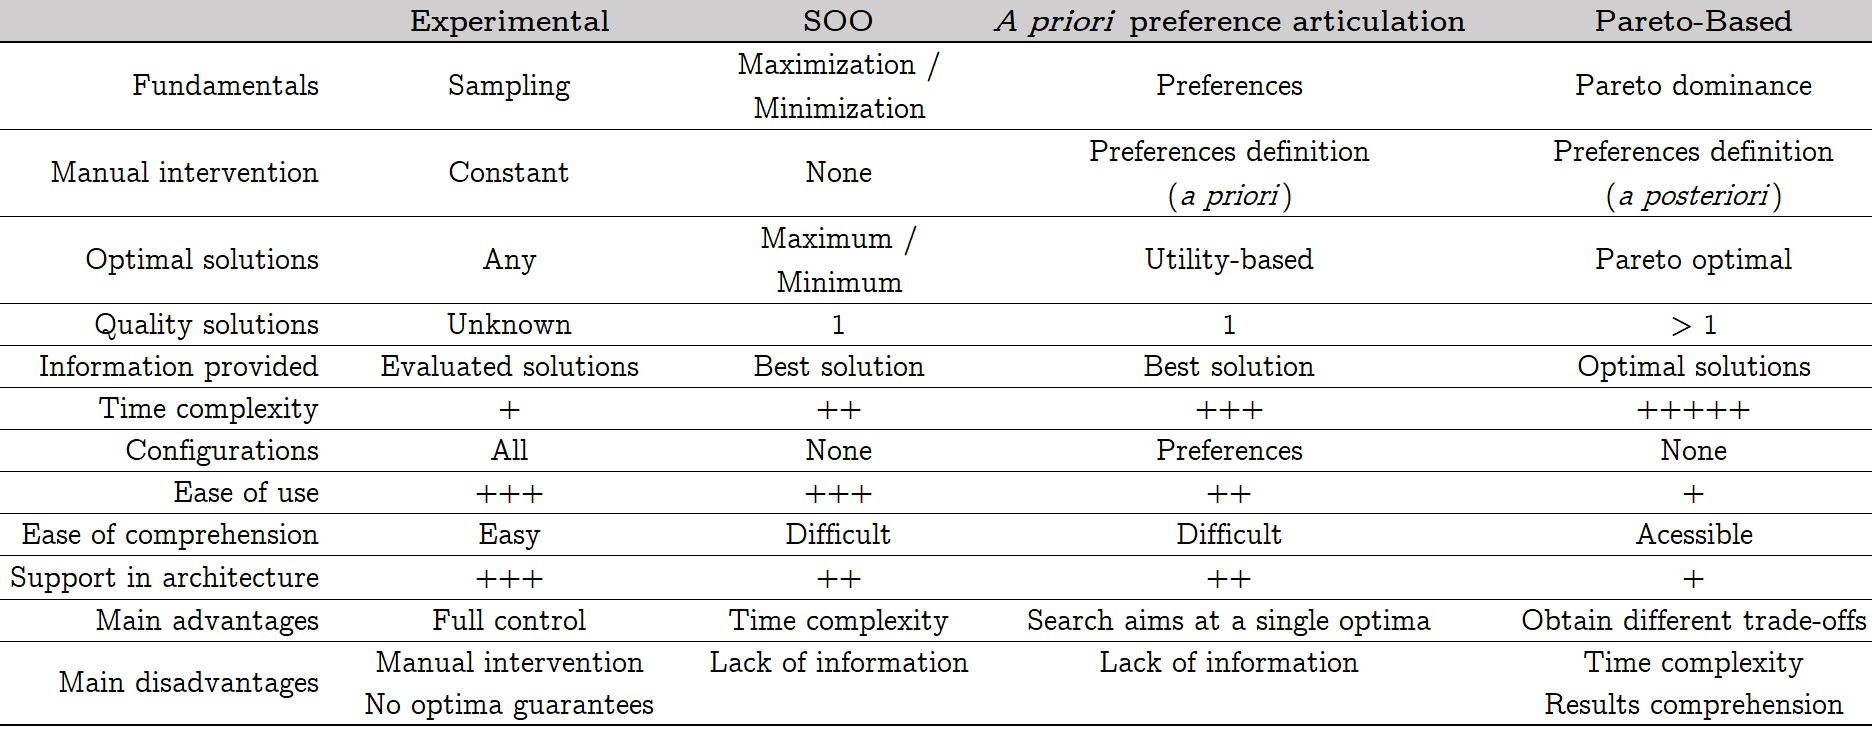 Experimental SOO A priori preference articulation Pareto-Based
Fundamentals Sampling Maximization / Minimization Preferences Pareto dominance
Manual intervention Constant None Preferences definition (a priori) Preferences definition (a posteriori)
Optimal solutions Any Maximum / Minimum Utility-based Pareto optimal
Quality solutions Unknown 1 1 > 1
Information provided Evaluated solutions Best solution Best solution Optimal solutions
Time complexity + ++ +++ +++++
Configurations All None Preferences None
Ease of use +++ +++ ++ +
Ease of comprehension Easy Difficult Difficult Acessible
Support in architecture +++ ++ ++ +
Main advantages Full control Time complexity Search aims at a single optima Obtain different trade-offs
Main disadvantages Manual intervention No optima guarantees Lack of information Lack of information Time complexity Results comprehension